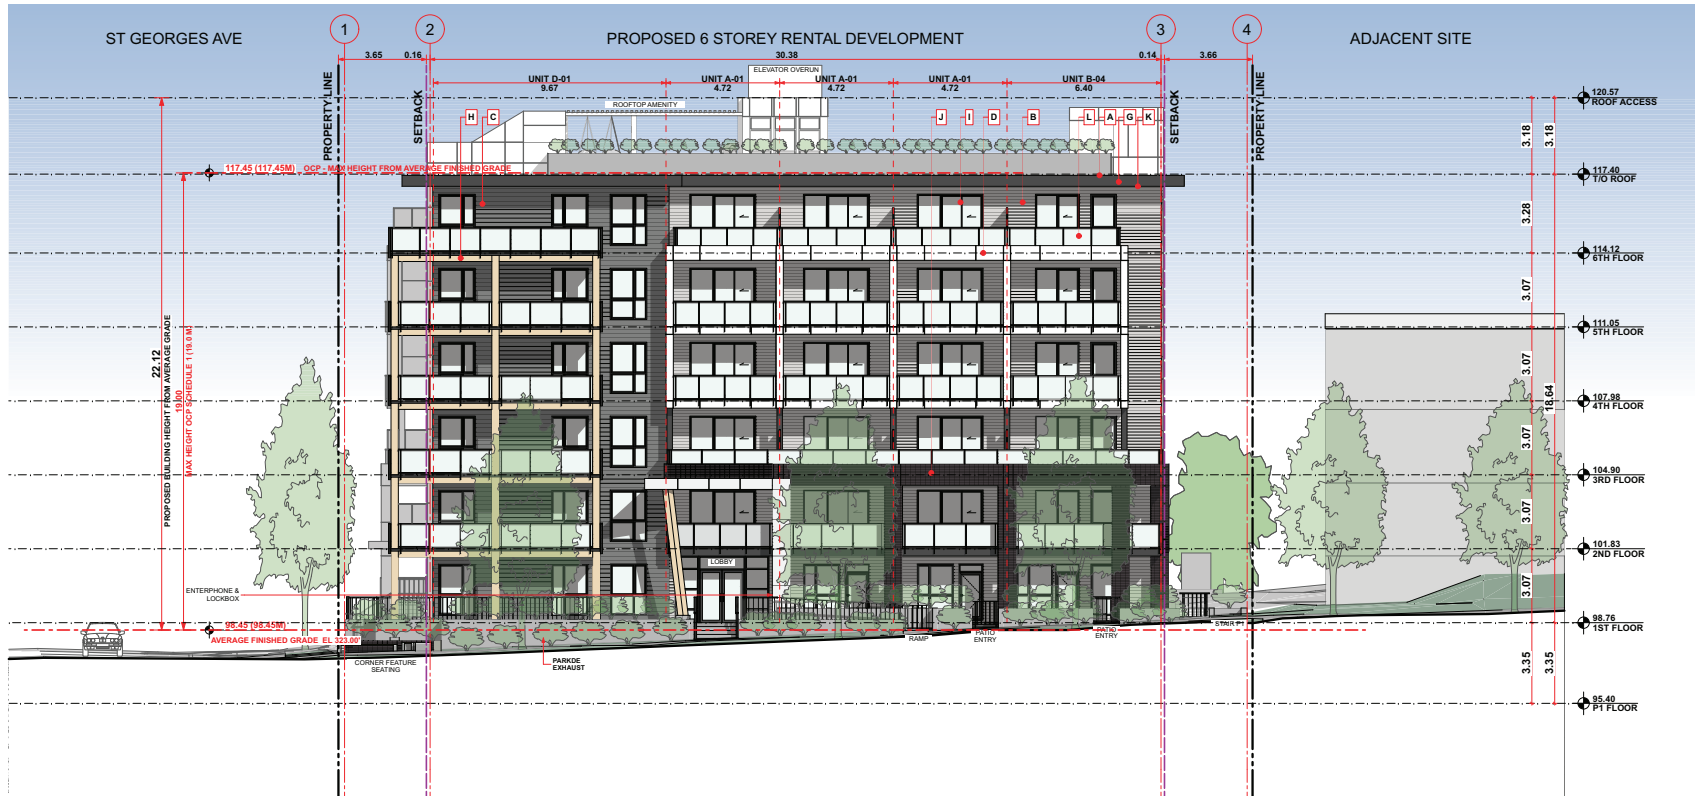 ST GEORGES AVE
1
2
PROPOSED 6 STOREY RENTAL DEVELOPMENT
3
4
ADJACENT SITE
3.65
0.16
30.38
0.14
3.66
PROPERTY LINE
SETBACK
SETBACK
PROPERTY LINE
ELEVATOR OVERUN
UNIT D-01
9.67
UNIT A-01
4.72
UNIT A-01
4.72
UNIT A-01
4.72
UNIT B-04
6.40
ROOFTOP AMENITY
H
C
J
I
D
B
L
A
G
K
120.57
ROOF ACCESS
3.18
3.18
117.45 (117.45M)
OCP - MAX HEIGHT FROM AVERAGE FINISHED GRADE
117.40
T/O ROOF
3.28
114.12
6TH FLOOR
3.07
111.05
5TH FLOOR
3.07
107.98
4TH FLOOR
18.64
3.07
104.90
3RD FLOOR
3.07
101.83
2ND FLOOR
3.07
98.76
1ST FLOOR
3.35
3.35
95.40
P1 FLOOR
22.12
PROPOSED BUILDING HEIGHT FROM AVERAGE GRADE
19.00
MAX HEIGHT OCP SCHEDULE 1 (19.0M)
LOBBY
ENTERPHONE &
LOCKBOX
98.45 (98.45M)
AVERAGE FINISHED GRADE EL 323.00'
CORNER FEATURE
SEATING
PARKDE
EXHAUST
RAMP
PATIO
ENTRY
PATIO
ENTRY
STAIR P1